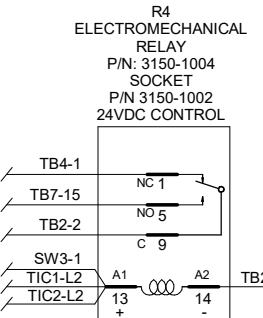 R4
ELECTROMECHANICAL
RELAY
P/N: 3150-1004
SOCKET
P/N 3150-1002
24VDC CONTROL
TB4-1
NC 1
TB7-15
NO 5
TB2-2
C 9
SW3-1
TIC1-L2 A1 A2 TB2
TIC2-L2
13 14
+ -